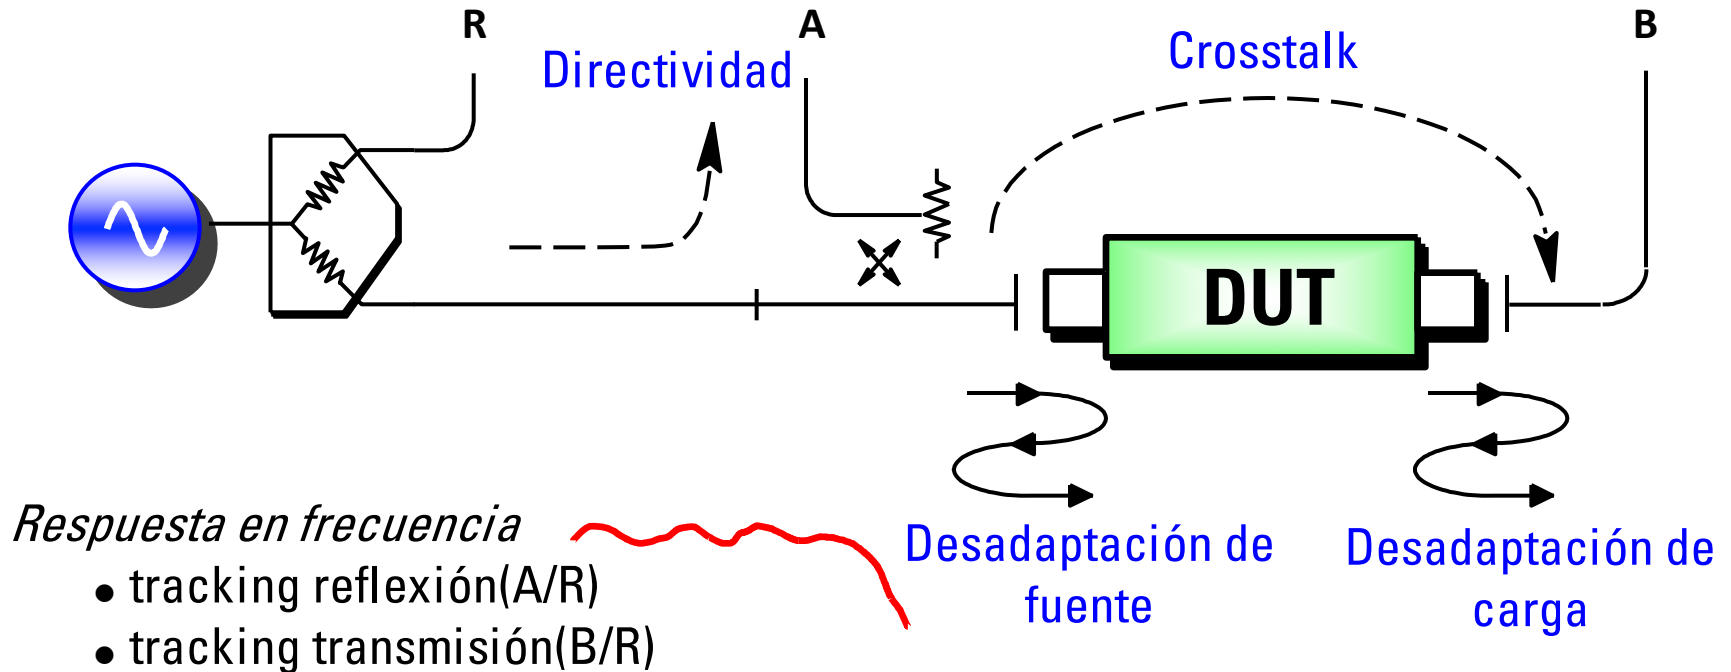 R
A
B
Directividad
Crosstalk
DUT
Respuesta en frecuencia
• tracking reflexión(A/R)
• tracking transmisión(B/R)
Desadaptación de
fuente
Desadaptación de
carga